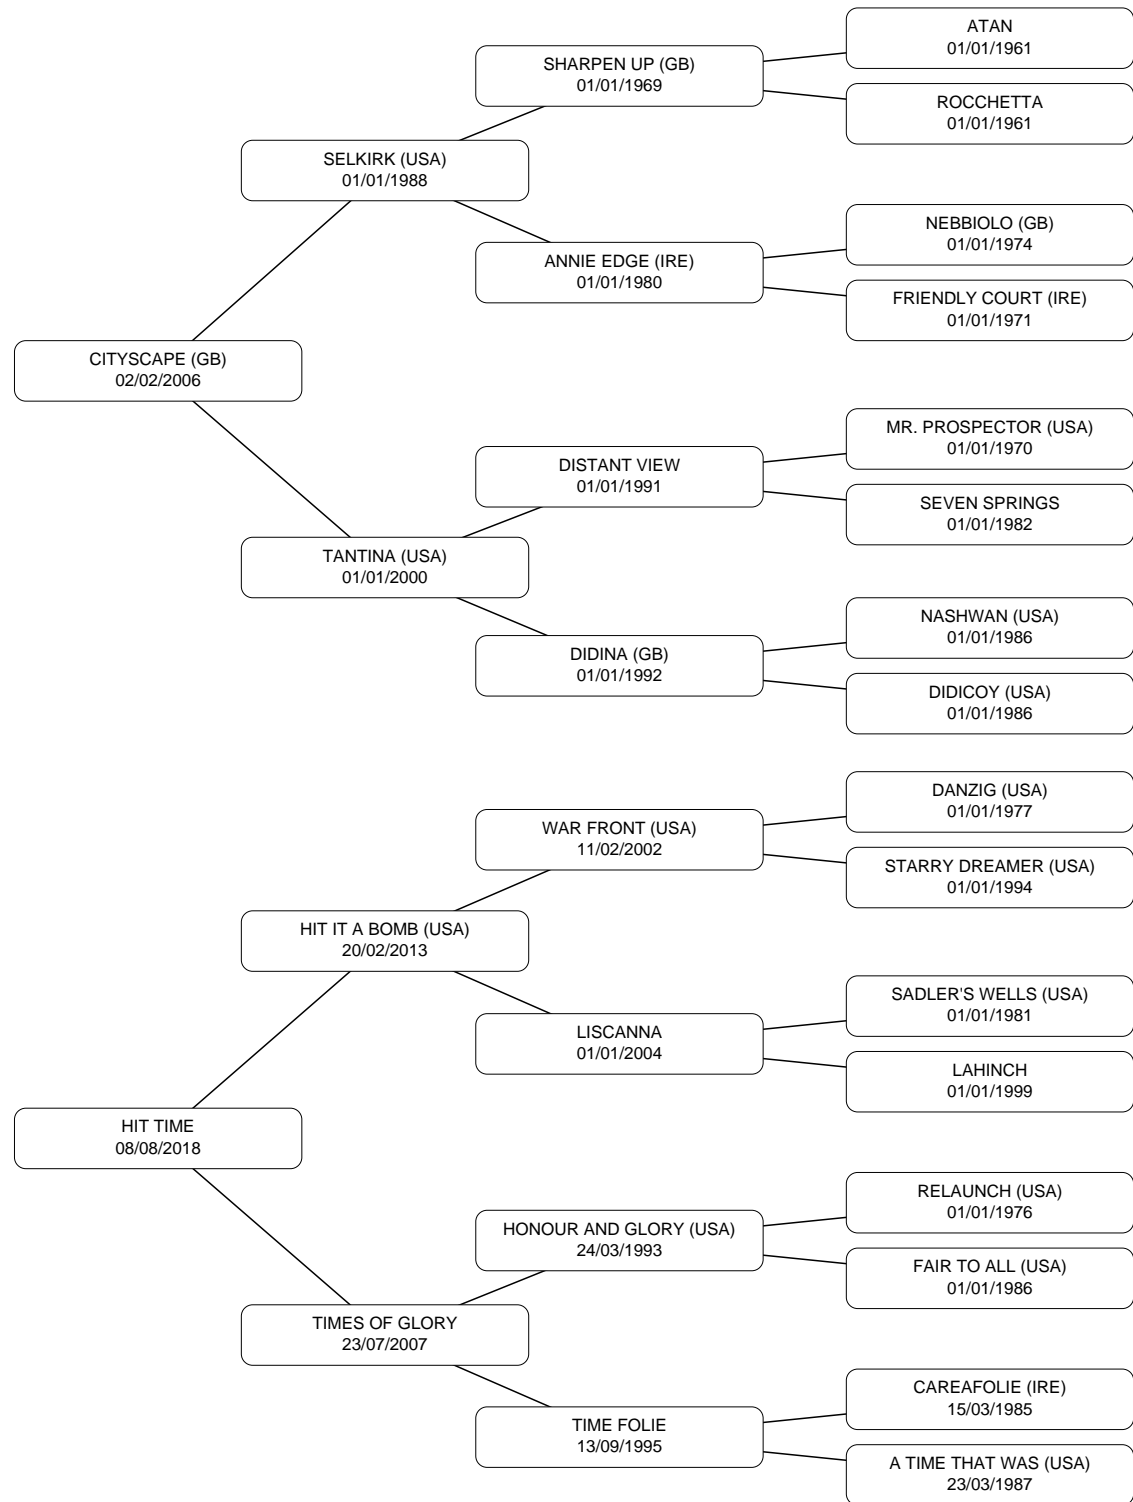 ATAN
01/01/1961
SHARPEN UP (GB)
01/01/1969
ROCCHETTA
01/01/1961
SELKIRK (USA)
01/01/1988
NEBBIOLO (GB)
01/01/1974
ANNIE EDGE (IRE)
01/01/1980
FRIENDLY COURT (IRE)
01/01/1971
CITYSCAPE (GB)
02/02/2006
MR. PROSPECTOR (USA)
01/01/1970
DISTANT VIEW
01/01/1991
SEVEN SPRINGS
01/01/1982
TANTINA (USA)
01/01/2000
NASHWAN (USA)
01/01/1986
DIDINA (GB)
01/01/1992
DIDICOY (USA)
01/01/1986
DANZIG (USA)
01/01/1977
WAR FRONT (USA)
11/02/2002
STARRY DREAMER (USA)
01/01/1994
HIT IT A BOMB (USA)
20/02/2013
SADLER'S WELLS (USA)
01/01/1981
LISCANNA
01/01/2004
LAHINCH
01/01/1999
HIT TIME
08/08/2018
RELAUNCH (USA)
01/01/1976
HONOUR AND GLORY (USA)
24/03/1993
FAIR TO ALL (USA)
01/01/1986
TIMES OF GLORY
23/07/2007
CAREAFOLIE (IRE)
15/03/1985
TIME FOLIE
13/09/1995
A TIME THAT WAS (USA)
23/03/1987